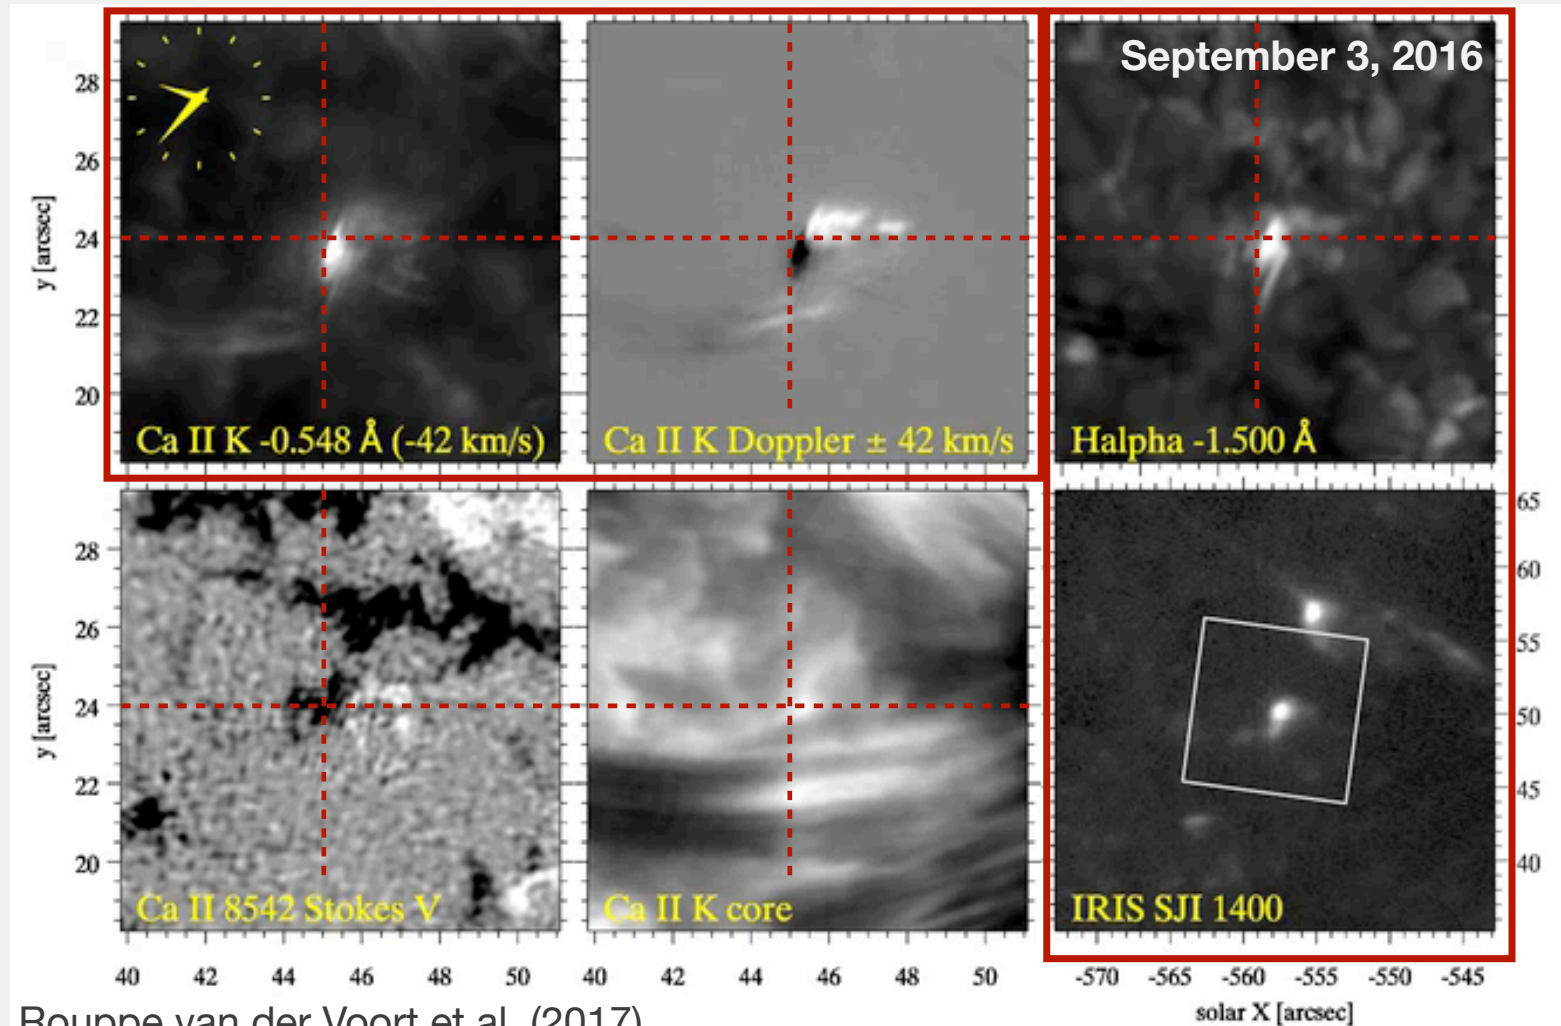 September 3, 2016
28
26
24
22
20
y [arcsec]
Ca II K -0.548 Å (-42 km/s)
Ca II K Doppler ± 42 km/s
Halpha -1.500 Å
28
26
24
22
20
y [arcsec]
65
60
55
50
45
40
Ca II 8542 Stokes V
Ca II K core
IRIS SJI 1400
40 42 44 46 48 50
40 42 44 46 48 50
-570 -565 -560 -555 -550 -545
solar X [arcsec]
Rouppe van der Voort et al. (2017)